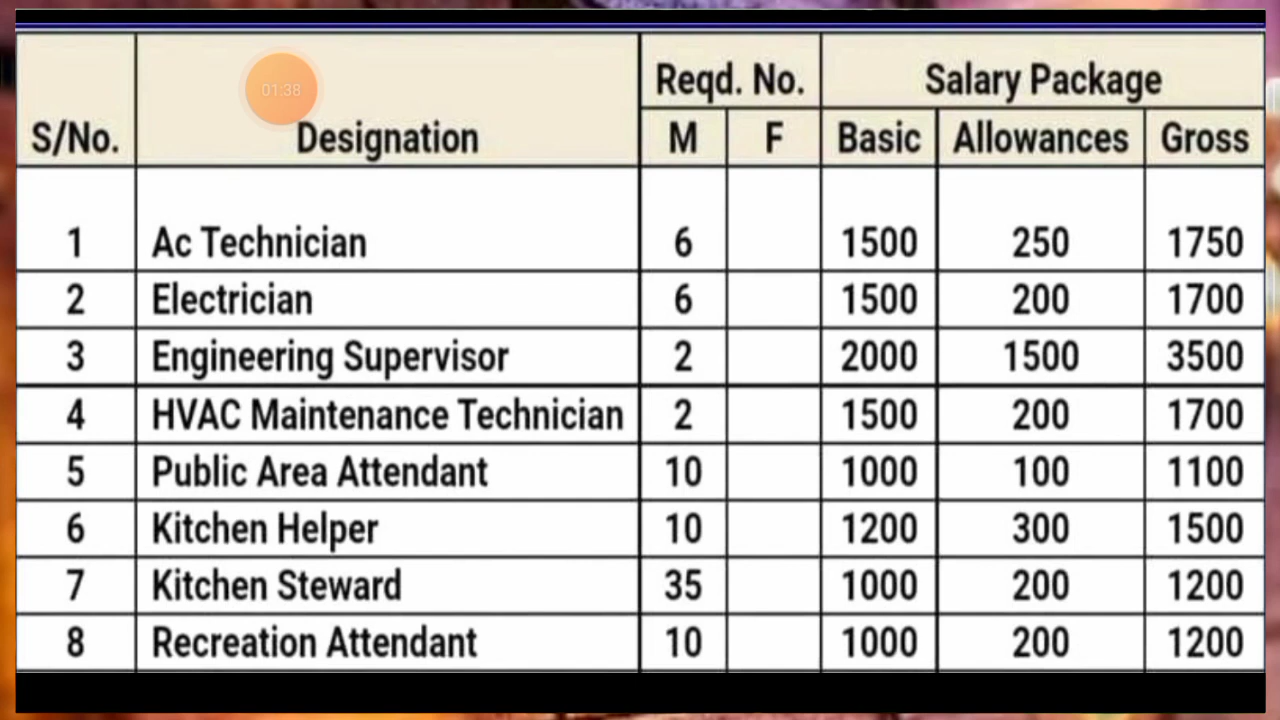 01:38
Reqd. No. Salary Package
S/No. Designation M F Basic Allowances Gross
1 Ac Technician 6 1500 250 1750
2 Electrician 6 1500 200 1700
3 Engineering Supervisor 2 2000 1500 3500
4 HVAC Maintenance Technician 2 1500 200 1700
5 Public Area Attendant 10 1000 100 1100
6 Kitchen Helper 10 1200 300 1500
7 Kitchen Steward 35 1000 200 1200
8 Recreation Attendant 10 1000 200 1200